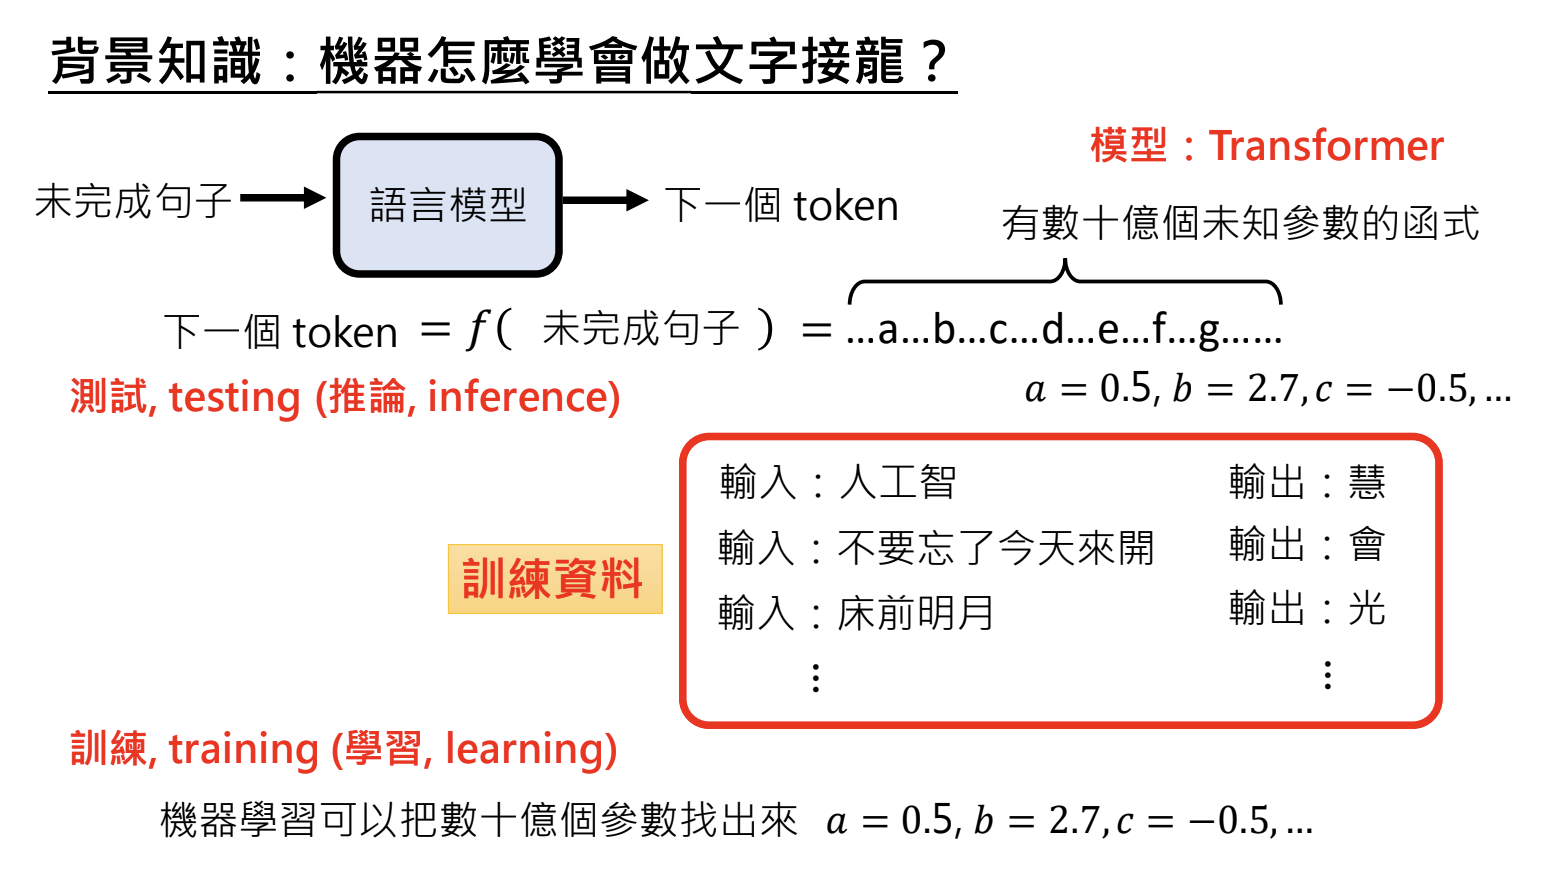 背景知識：機器怎麼學會做文字接龍？
模型：Transformer
未完成句子
語言模型
下一個 token
有數十億個未知參數的函式
下一個 token = f( 未完成句子 ) = …a…b…c…d…e…f…g……
測試, testing (推論, inference)
a = 0.5, b = 2.7, c = −0.5, …
輸入：人工智 輸出：慧
輸入：不要忘了今天來開 輸出：會
訓練資料
輸入：床前明月 輸出：光
⋮ ⋮
訓練, training (學習, learning)
機器學習可以把數十億個參數找出來 a = 0.5, b = 2.7, c = −0.5, …